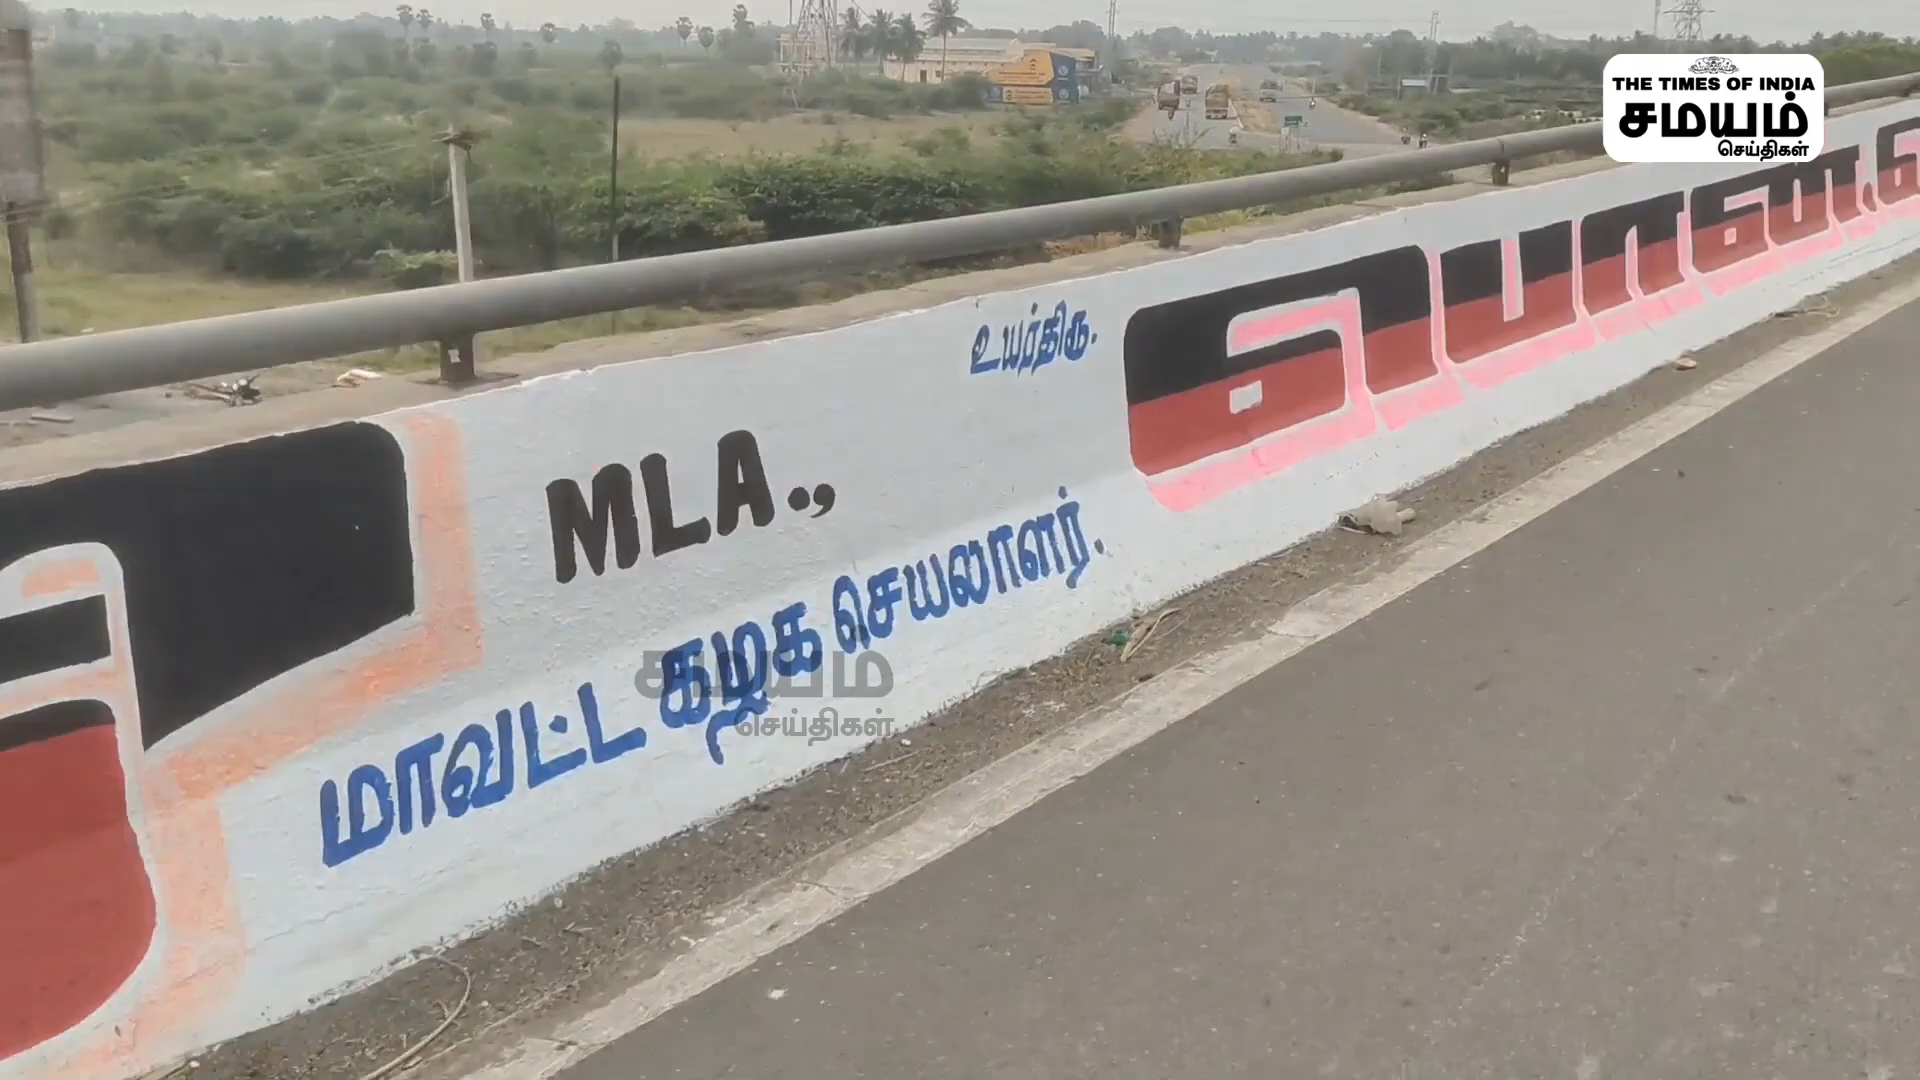 THE TIMES OF INDIA
சமயம்
செய்திகள்
உயர்திரு.
MLA.,
மாவட்ட கழக செயலாளர்.
சமயம்
செய்திகள்